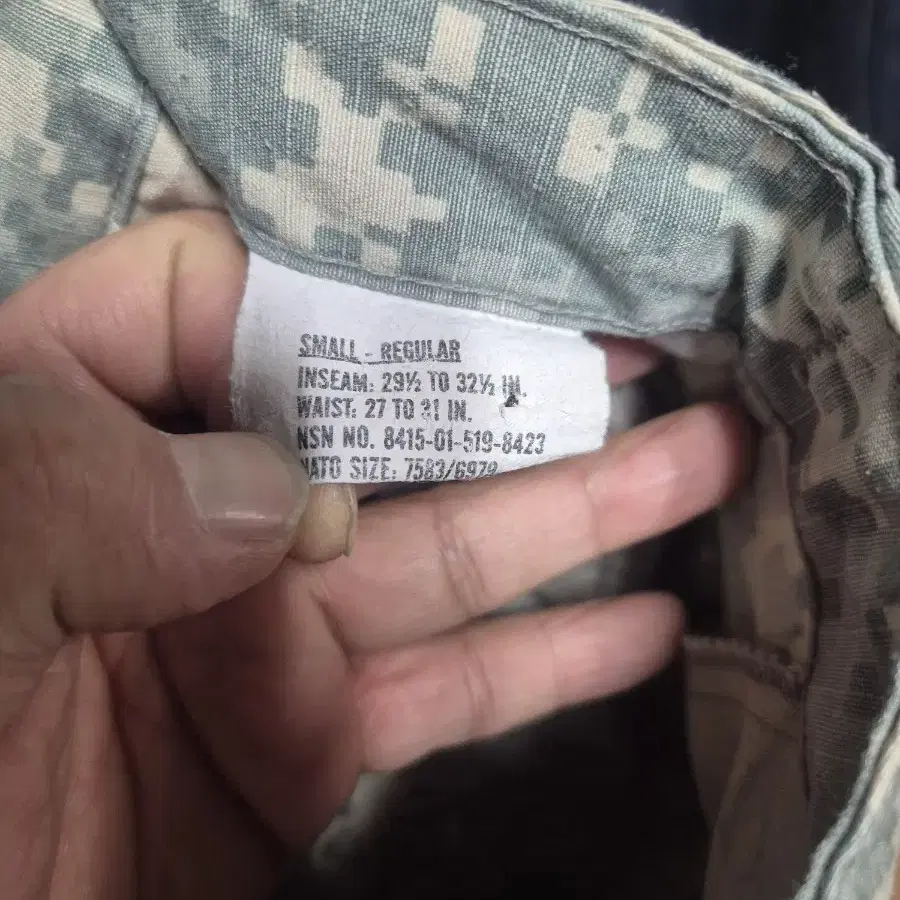 SMALL - REGULAR
INSEAM: 29½ TO 32½ IN.
WAIST: 27 TO 31 IN.
NSN NO. 8415-01-519-8423
NATO SIZE: 7583/6979